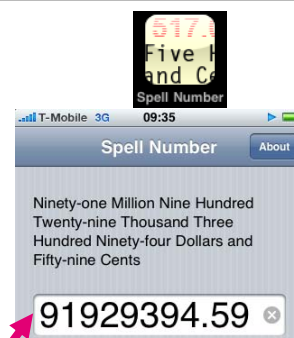 517.
Five H
and Ce
Spell Number
T-Mobile 3G 09:35
Spell Number About
Ninety-one Million Nine Hundred
Twenty-nine Thousand Three
Hundred Ninety-four Dollars and
Fifty-nine Cents
91929394.59